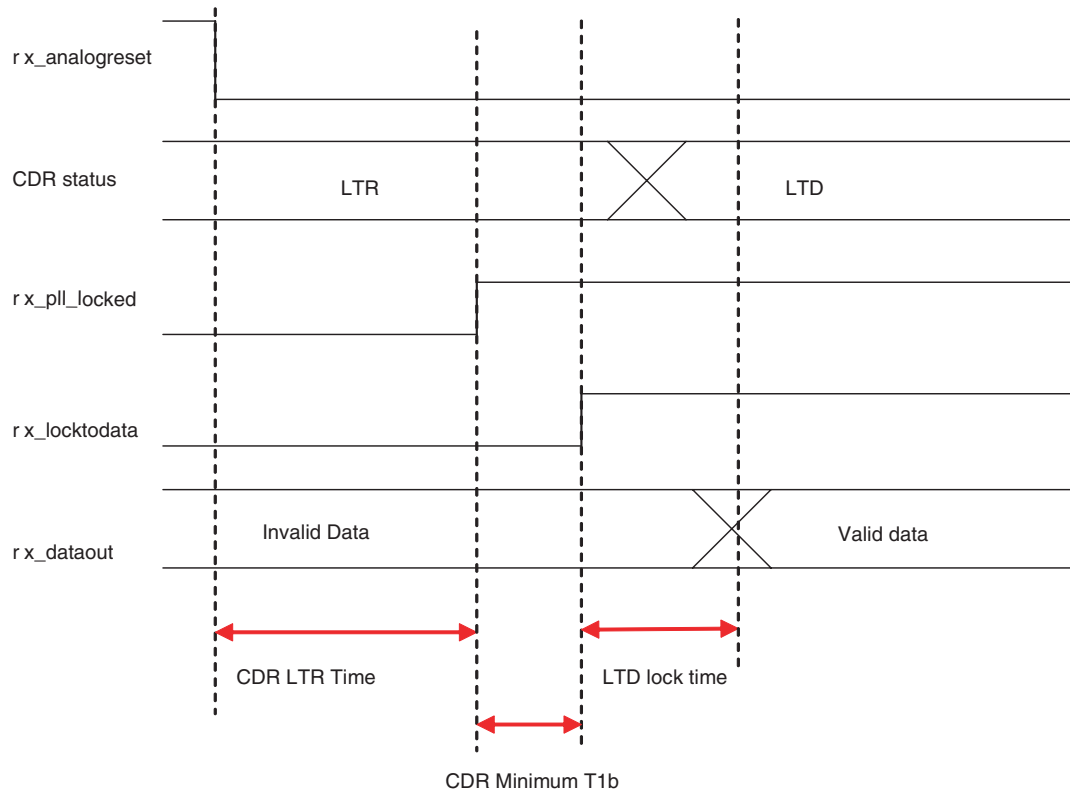 r x_analogreset
CDR status
LTR
LTD
r x_pll_locked
r x_locktodata
r x_dataout
Invalid Data
Valid data
CDR LTR Time
LTD lock time
CDR Minimum T1b